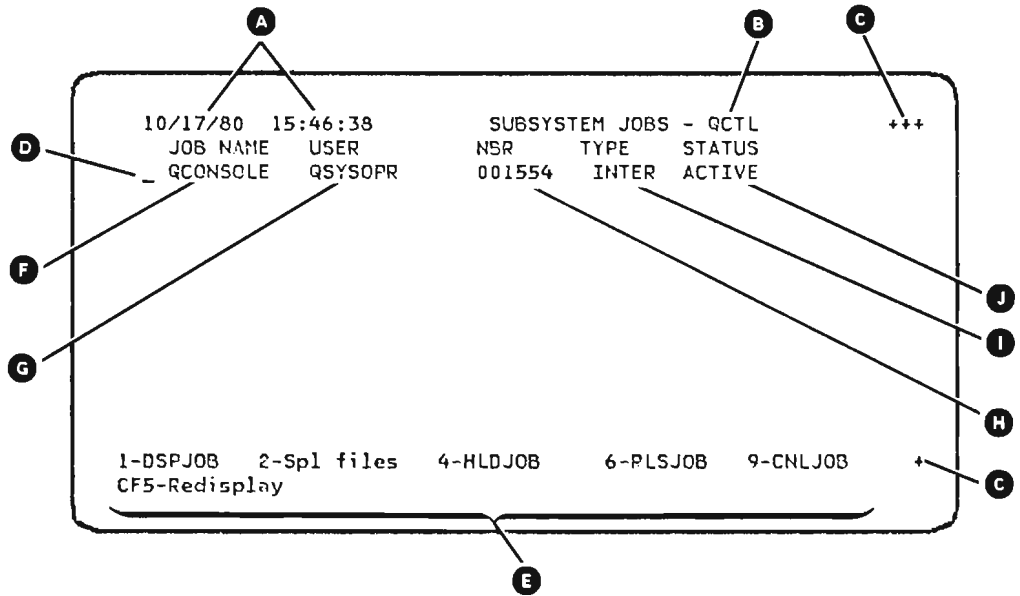 A B C
10/17/80 15:46:38 SUBSYSTEM JOBS - QCTL +++
D JOB NAME USER NBR TYPE STATUS
_ QCONSOLE QSYSOPR 001554 INTER ACTIVE
F
J
I
G
H
1-DSPJOB 2-Spl files 4-HLDJOB 6-RLSJOB 9-CNLJOB +
CF5-Redisplay C
E